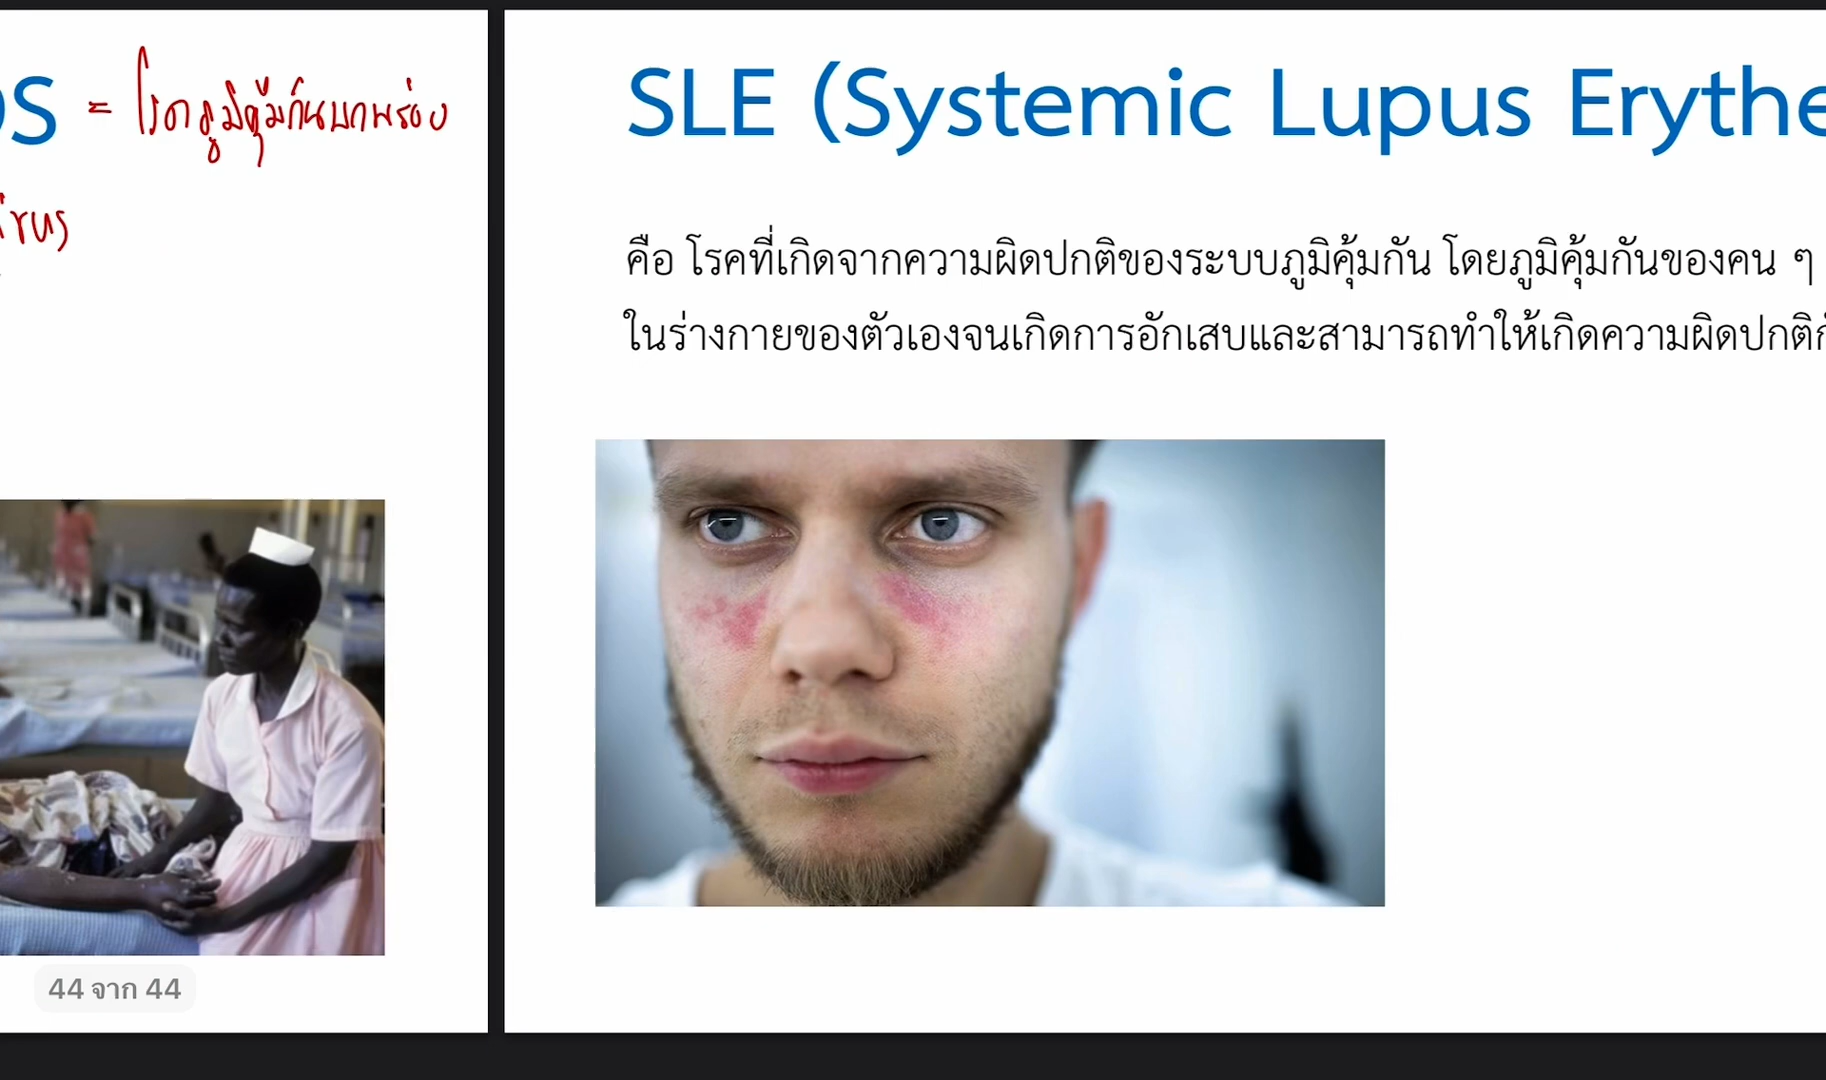 DS = โรคภูมิคุ้มกันบกพร่อง
irus
44 จาก 44
SLE (Systemic Lupus Erythe
คือ โรคที่เกิดจากความผิดปกติของระบบภูมิคุ้มกัน โดยภูมิคุ้มกันของคน ๆ
ในร่างกายของตัวเองจนเกิดการอักเสบและสามารถทำให้เกิดความผิดปกติกั